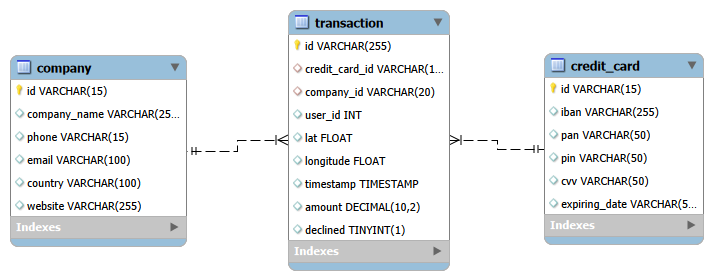 company
id VARCHAR(15)
company_name VARCHAR(25...
phone VARCHAR(15)
email VARCHAR(100)
country VARCHAR(100)
website VARCHAR(255)
Indexes
transaction
id VARCHAR(255)
credit_card_id VARCHAR(1...
company_id VARCHAR(20)
user_id INT
lat FLOAT
longitude FLOAT
timestamp TIMESTAMP
amount DECIMAL(10,2)
declined TINYINT(1)
Indexes
credit_card
id VARCHAR(15)
iban VARCHAR(255)
pan VARCHAR(50)
pin VARCHAR(50)
cvv VARCHAR(50)
expiring_date VARCHAR(5...
Indexes